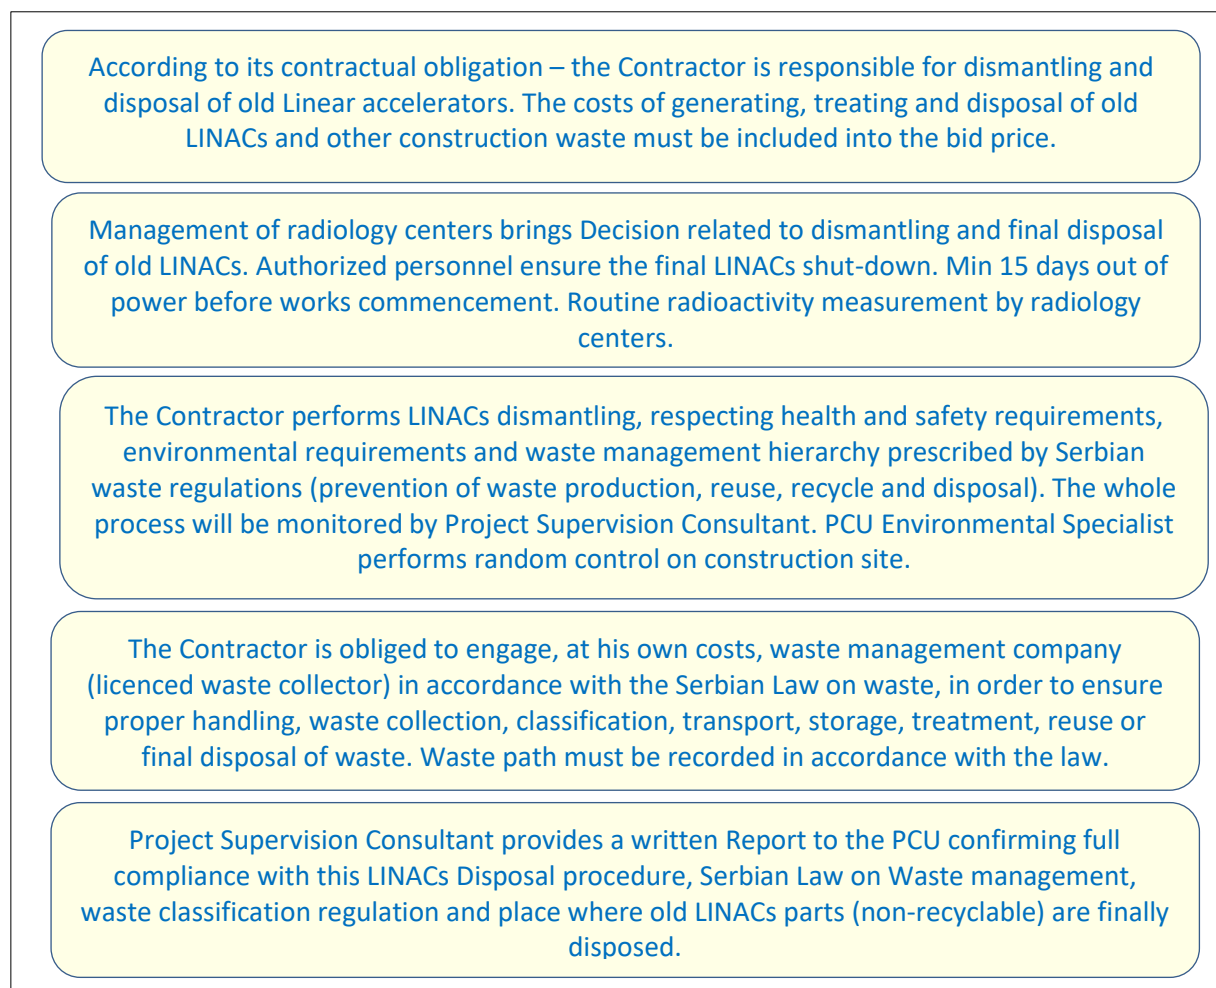 According to its contractual obligation – the Contractor is responsible for dismantling and
disposal of old Linear accelerators. The costs of generating, treating and disposal of old
LINACs and other construction waste must be included into the bid price.
Management of radiology centers brings Decision related to dismantling and final disposal
of old LINACs. Authorized personnel ensure the final LINACs shut-down. Min 15 days out of
power before works commencement. Routine radioactivity measurement by radiology
centers.
The Contractor performs LINACs dismantling, respecting health and safety requirements,
environmental requirements and waste management hierarchy prescribed by Serbian
waste regulations (prevention of waste production, reuse, recycle and disposal). The whole
process will be monitored by Project Supervision Consultant. PCU Environmental Specialist
performs random control on construction site.
The Contractor is obliged to engage, at his own costs, waste management company
(licenced waste collector) in accordance with the Serbian Law on waste, in order to ensure
proper handling, waste collection, classification, transport, storage, treatment, reuse or
final disposal of waste. Waste path must be recorded in accordance with the law.
Project Supervision Consultant provides a written Report to the PCU confirming full
compliance with this LINACs Disposal procedure, Serbian Law on Waste management,
waste classification regulation and place where old LINACs parts (non-recyclable) are finally
disposed.